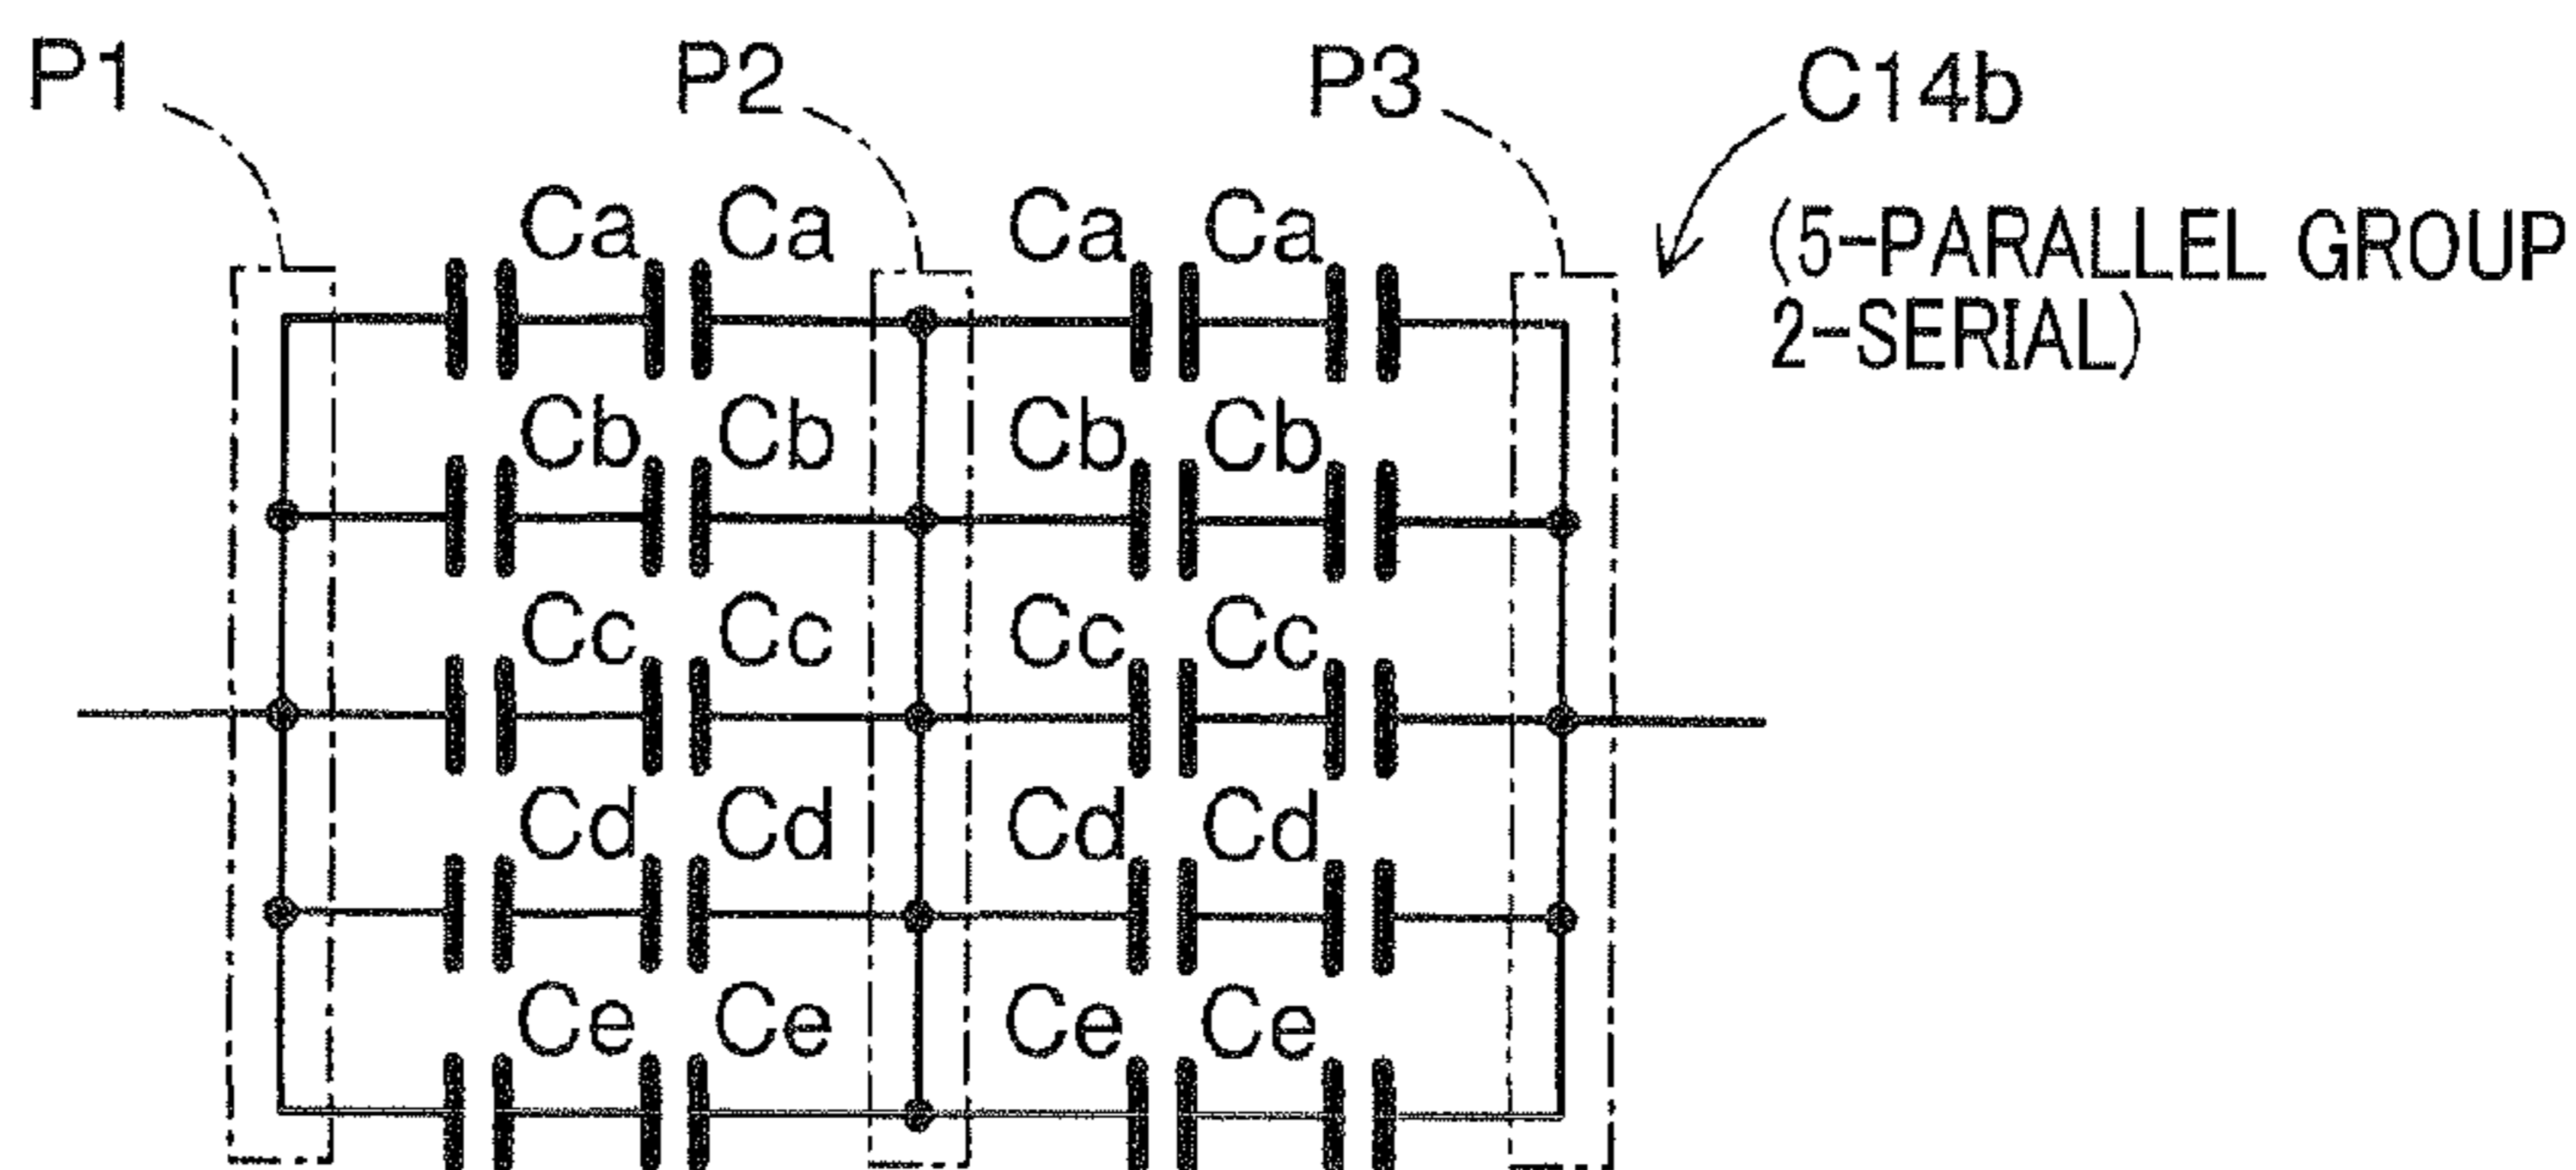 P1 P2 P3 C14b
(5-PARALLEL GROUP
2-SERIAL)
Ca Ca Ca Ca
Cb Cb Cb Cb
Cc Cc Cc Cc
Cd Cd Cd Cd
Ce Ce Ce Ce